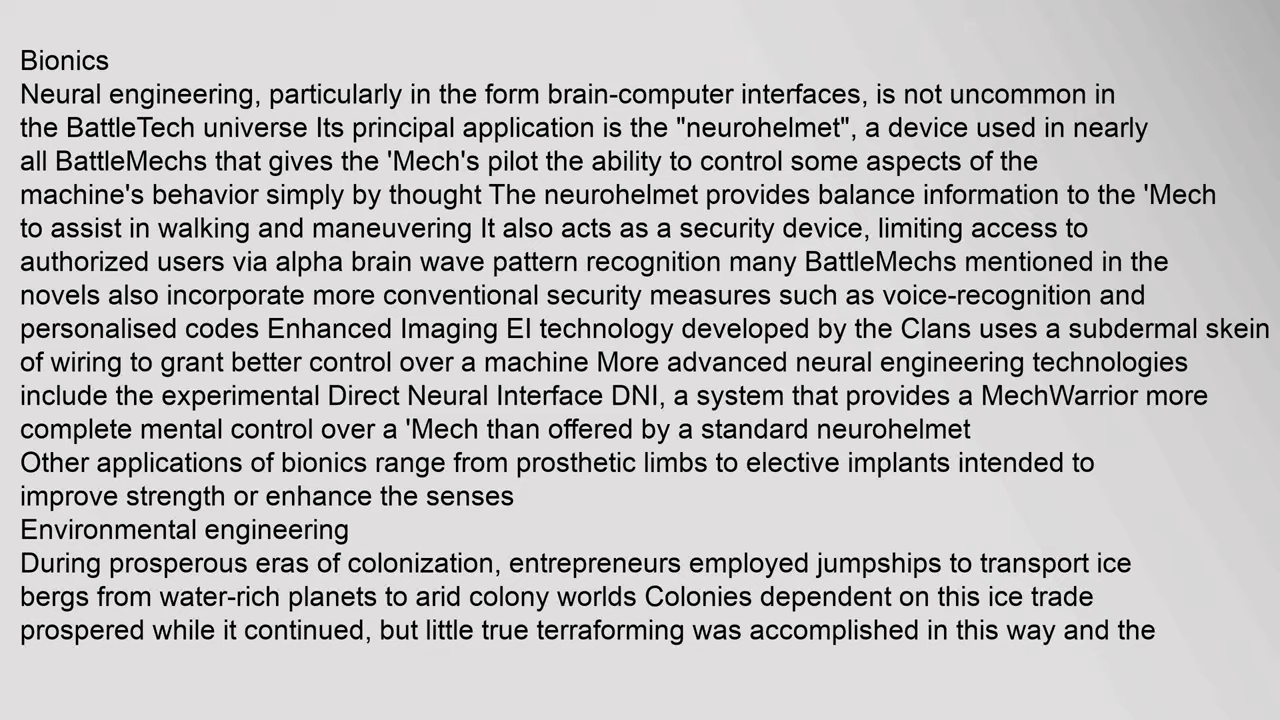 Bionics
Neural engineering, particularly in the form brain-computer interfaces, is not uncommon in
the BattleTech universe Its principal application is the "neurohelmet", a device used in nearly
all BattleMechs that gives the 'Mech's pilot the ability to control some aspects of the
machine's behavior simply by thought The neurohelmet provides balance information to the 'Mech
to assist in walking and maneuvering It also acts as a security device, limiting access to
authorized users via alpha brain wave pattern recognition many BattleMechs mentioned in the
novels also incorporate more conventional security measures such as voice-recognition and
personalised codes Enhanced Imaging EI technology developed by the Clans uses a subdermal skein
of wiring to grant better control over a machine More advanced neural engineering technologies
include the experimental Direct Neural Interface DNI, a system that provides a MechWarrior more
complete mental control over a 'Mech than offered by a standard neurohelmet
Other applications of bionics range from prosthetic limbs to elective implants intended to
improve strength or enhance the senses
Environmental engineering
During prosperous eras of colonization, entrepreneurs employed jumpships to transport ice
bergs from water-rich planets to arid colony worlds Colonies dependent on this ice trade
prospered while it continued, but little true terraforming was accomplished in this way and the